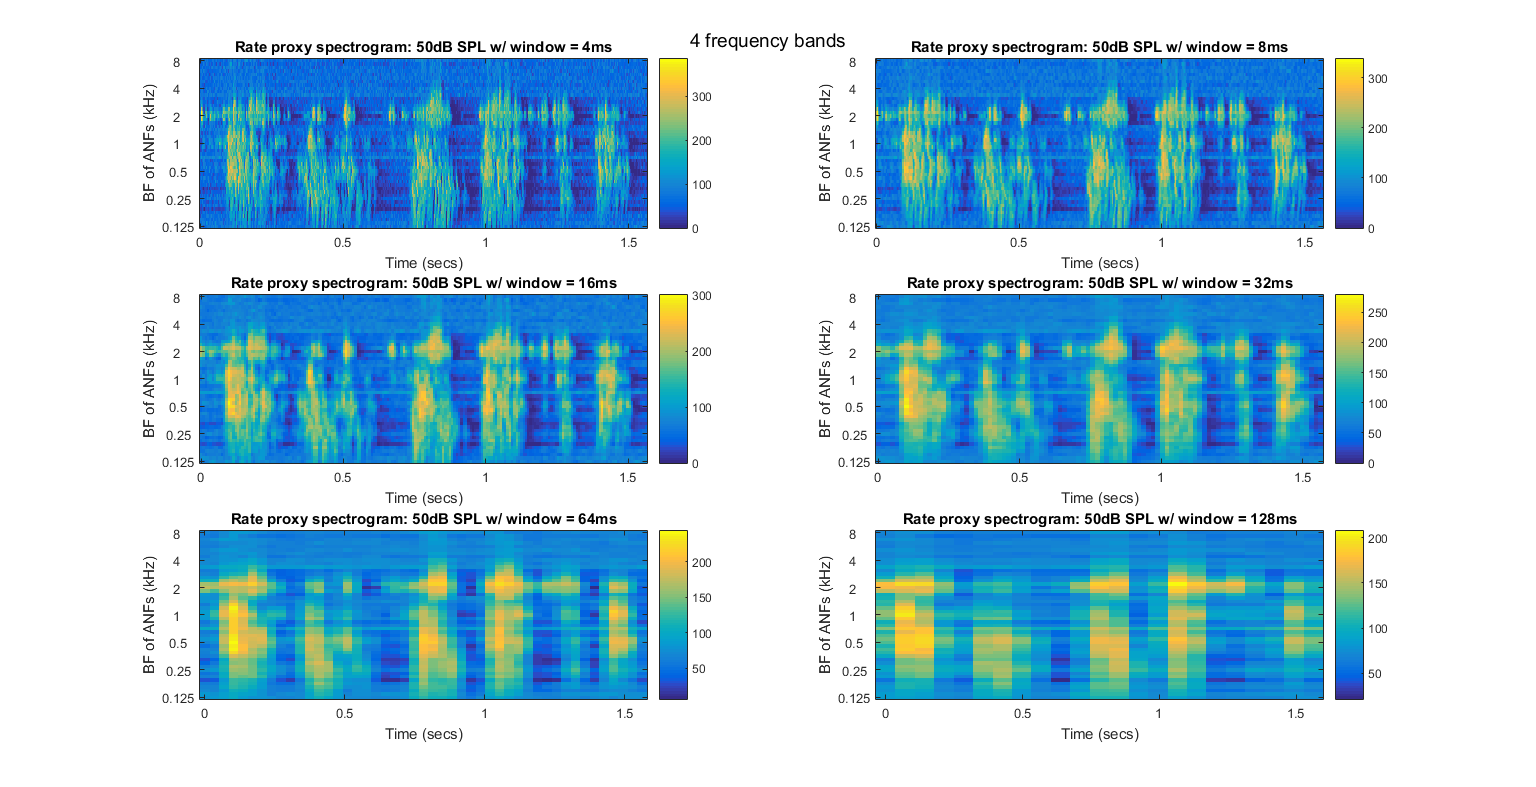 4 frequency bands
Rate proxy spectrogram: 50dB SPL w/ window = 4ms
8
4
2
1
0.5
0.25
0.125
BF of ANFs (kHz)
0 0.5 1 1.5
Time (secs)
300
200
100
0
Rate proxy spectrogram: 50dB SPL w/ window = 8ms
8
4
2
1
0.5
0.25
0.125
BF of ANFs (kHz)
0 0.5 1 1.5
Time (secs)
300
200
100
0
Rate proxy spectrogram: 50dB SPL w/ window = 16ms
8
4
2
1
0.5
0.25
0.125
BF of ANFs (kHz)
0 0.5 1 1.5
Time (secs)
300
200
100
0
Rate proxy spectrogram: 50dB SPL w/ window = 32ms
8
4
2
1
0.5
0.25
0.125
BF of ANFs (kHz)
0 0.5 1 1.5
Time (secs)
250
200
150
100
50
0
Rate proxy spectrogram: 50dB SPL w/ window = 64ms
8
4
2
1
0.5
0.25
0.125
BF of ANFs (kHz)
0 0.5 1 1.5
Time (secs)
200
150
100
50
Rate proxy spectrogram: 50dB SPL w/ window = 128ms
8
4
2
1
0.5
0.25
0.125
BF of ANFs (kHz)
0 0.5 1 1.5
Time (secs)
200
150
100
50